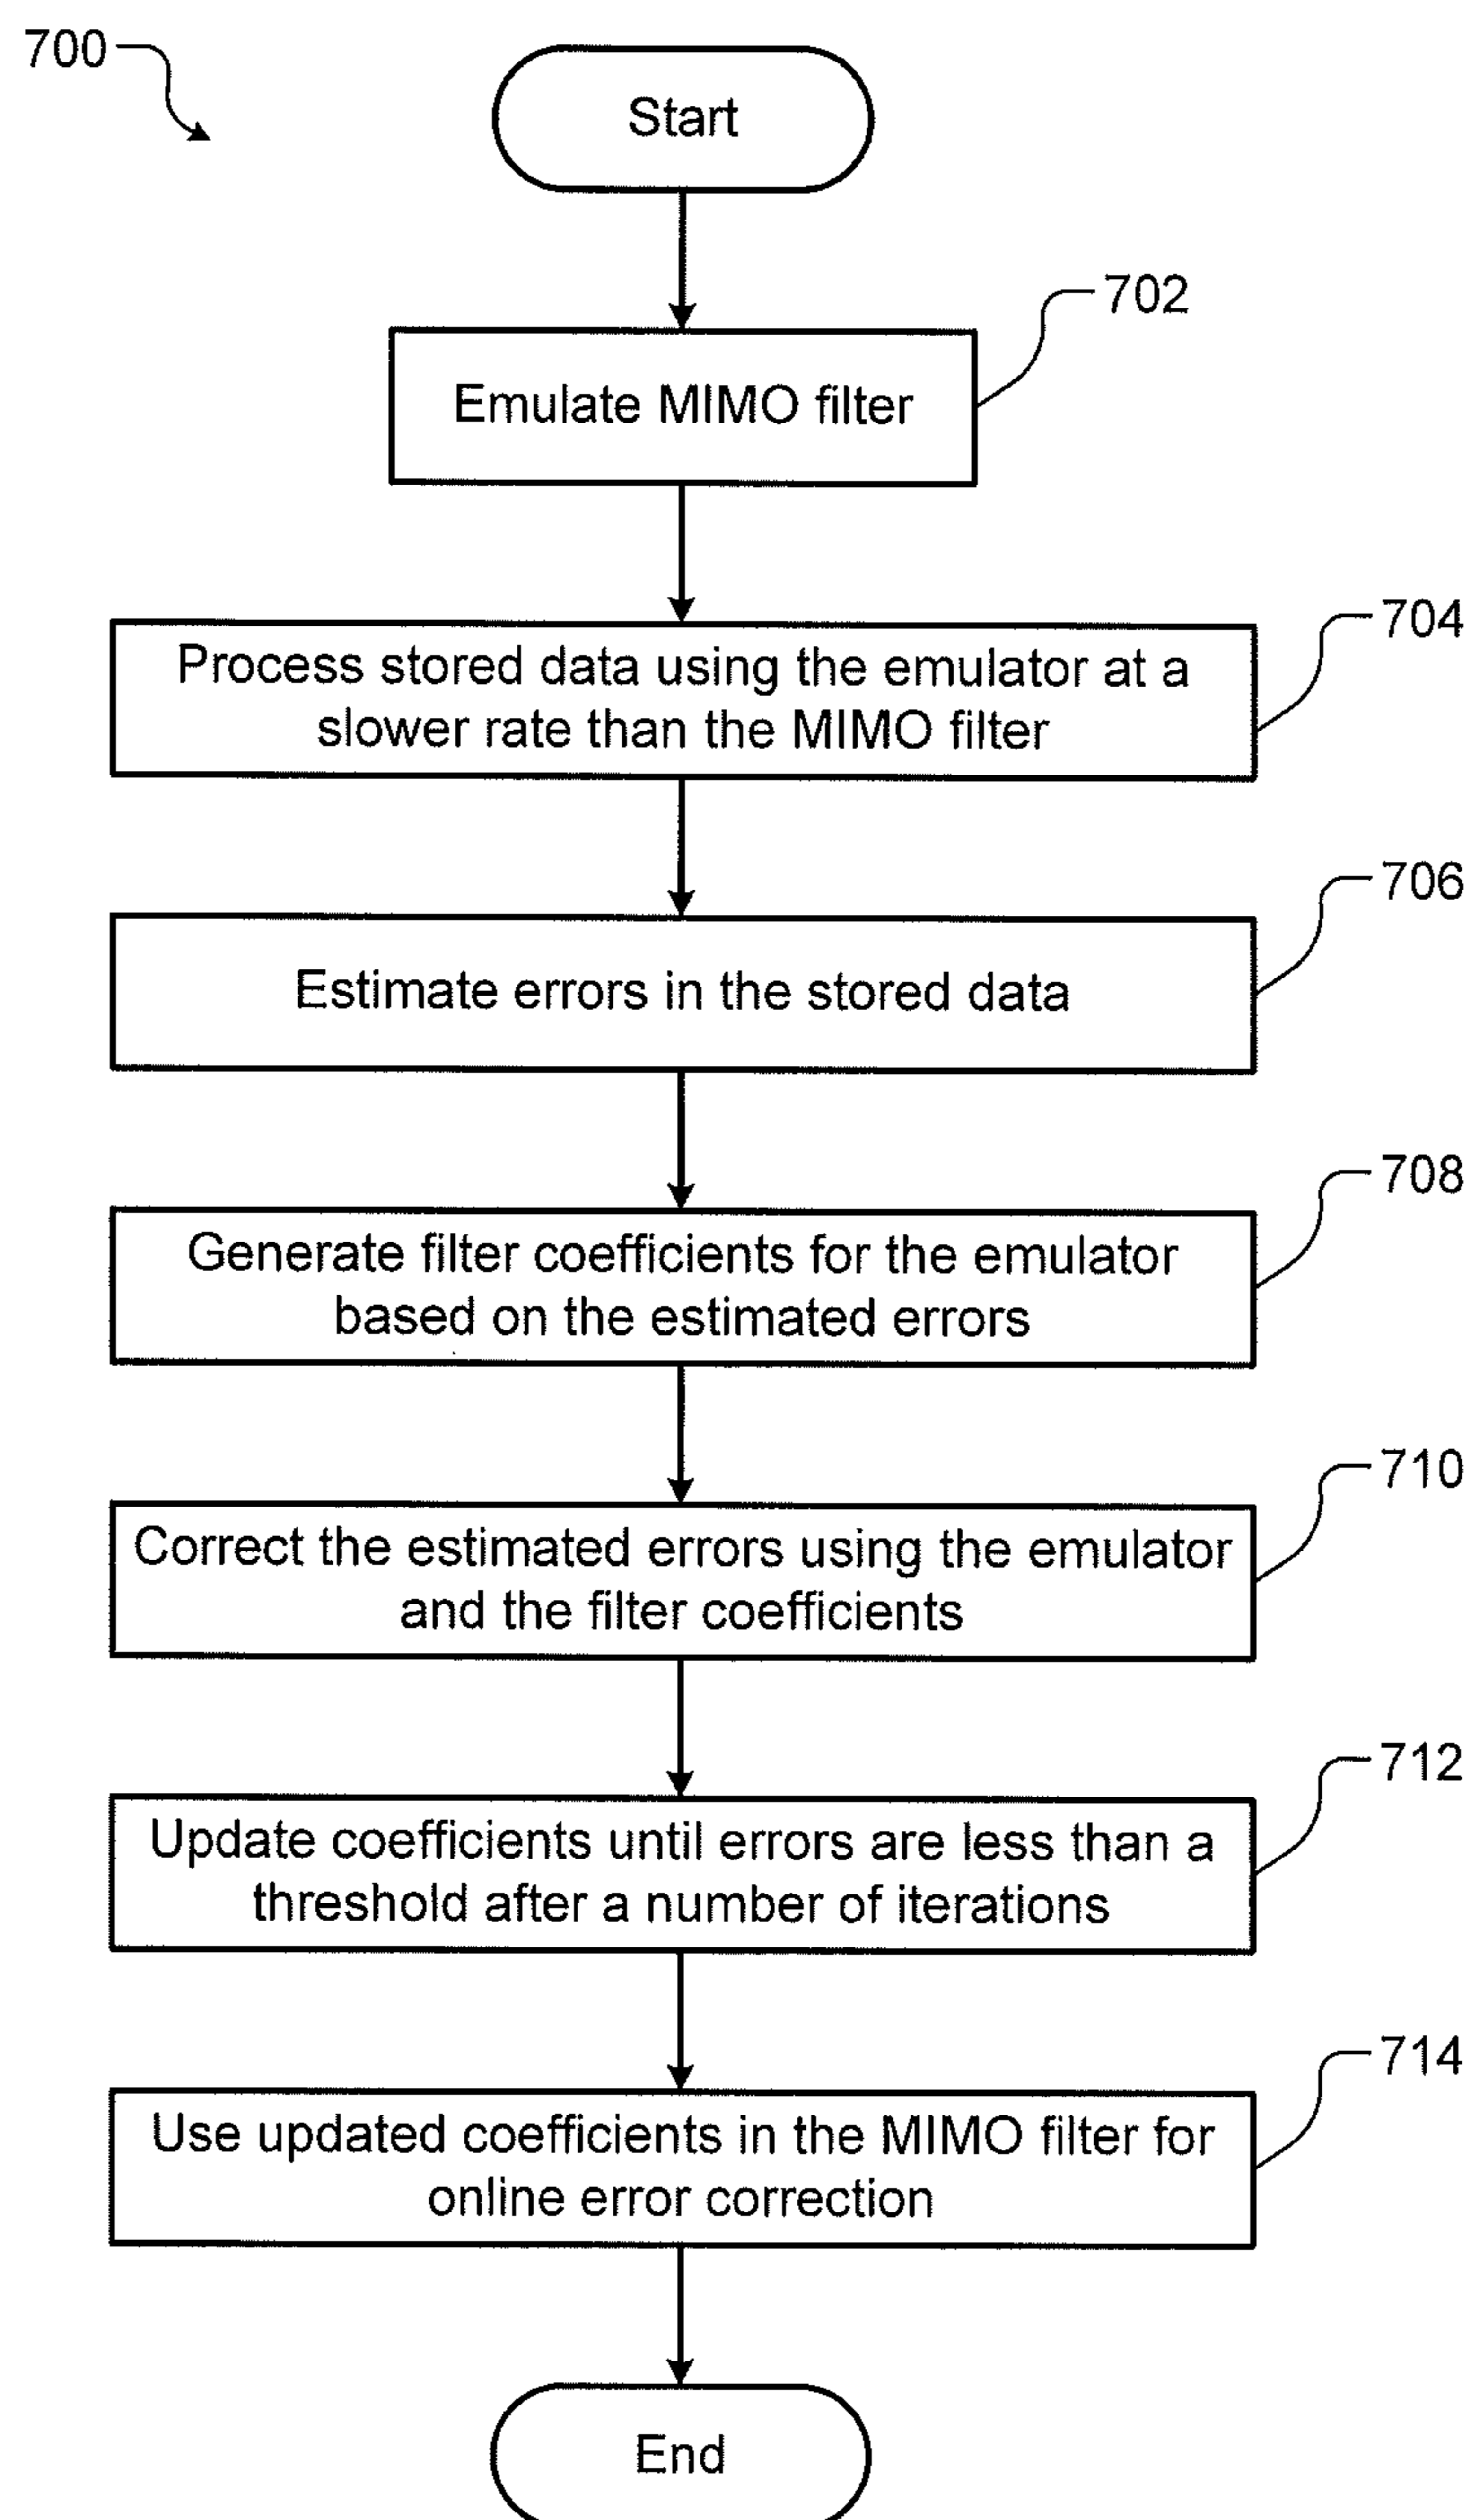 700
Start
702
Emulate MIMO filter
704
Process stored data using the emulator at a
slower rate than the MIMO filter
706
Estimate errors in the stored data
708
Generate filter coefficients for the emulator
based on the estimated errors
710
Correct the estimated errors using the emulator
and the filter coefficients
712
Update coefficients until errors are less than a
threshold after a number of iterations
714
Use updated coefficients in the MIMO filter for
online error correction
End